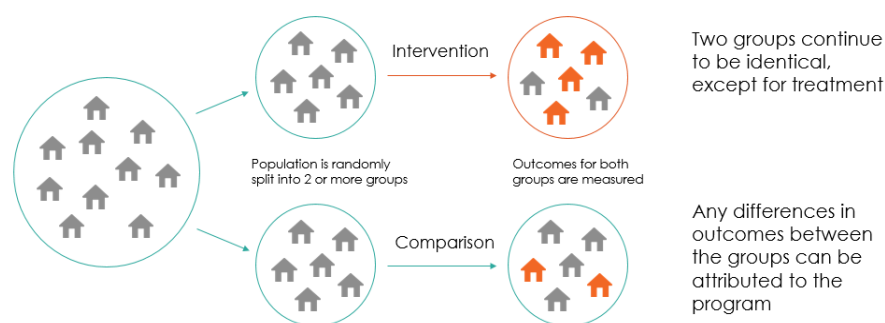 Intervention
Two groups continue
to be identical,
except for treatment
Population is randomly
split into 2 or more groups
Outcomes for both
groups are measured
Comparison
Any differences in
outcomes between
the groups can be
attributed to the
program